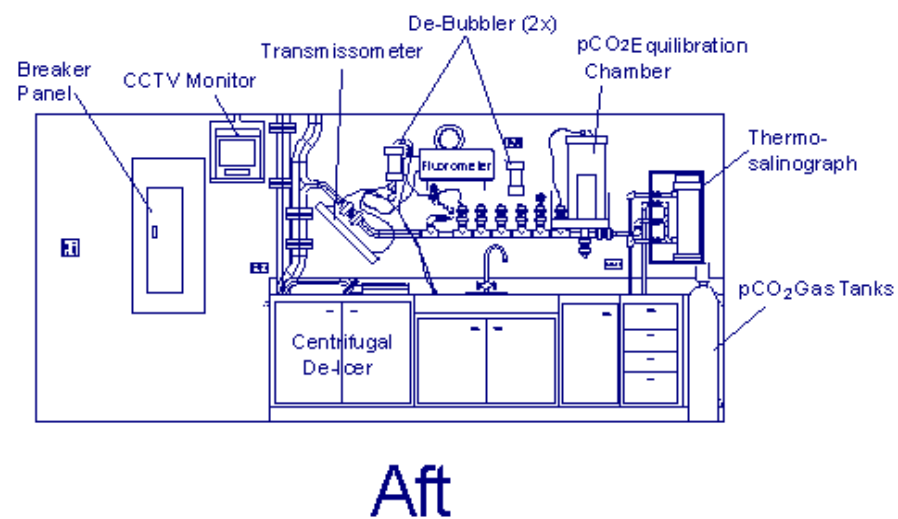 De-Bubbler (2x)
Transmissometer
pCO2Equilibration
Chamber
Breaker
Panel
CCTV Monitor
Thermo-
salinograph
Fluorometer
pCO₂Gas Tanks
Centrifugal
De-Icer
Aft